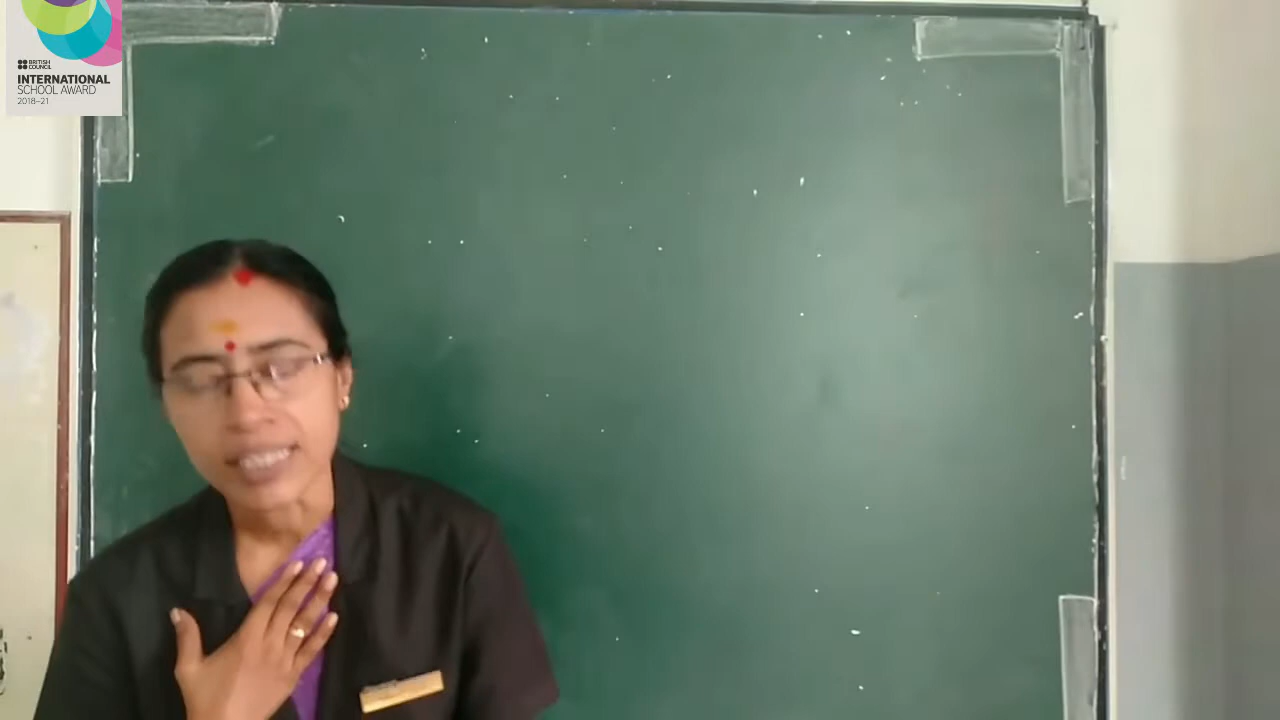 BRITISH
COUNCIL
INTERNATIONAL
SCHOOL AWARD
2018–21